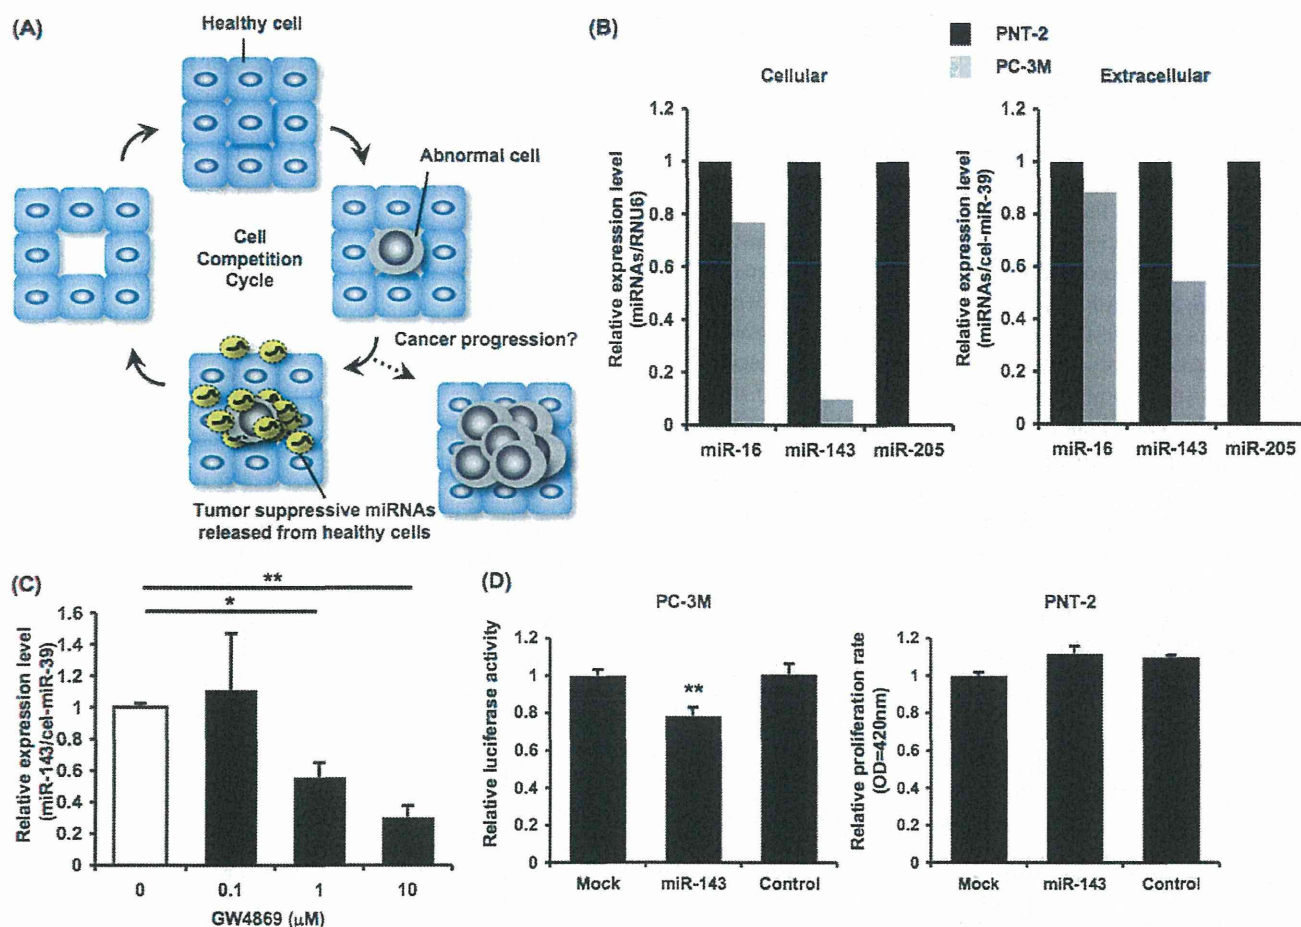 (A)
Healthy cell
Abnormal cell
Cell
Competition
Cycle
Cancer progression?
Tumor suppressive miRNAs
released from healthy cells
(B)
PNT-2
PC-3M
Cellular
Relative expression level
(miRNAs/RNU6)
1.2
1
0.8
0.6
0.4
0.2
0
miR-16 miR-143 miR-205
Extracellular
Relative expression level
(miRNAs/cel-miR-39)
1.2
1
0.8
0.6
0.4
0.2
0
miR-16 miR-143 miR-205
(C)
**
*
Relative expression level
(miR-143/cel-miR-39)
1.6
1.4
1.2
1
0.8
0.6
0.4
0.2
0
0 0.1 1 10
GW4869 (μM)
(D)
PC-3M
Relative luciferase activity
1.2
1
0.8
0.6
0.4
0.2
0
**
Mock miR-143 Control
PNT-2
Relative proliferation rate
(OD=420nm)
1.2
1
0.8
0.6
0.4
0.2
0
Mock miR-143 Control